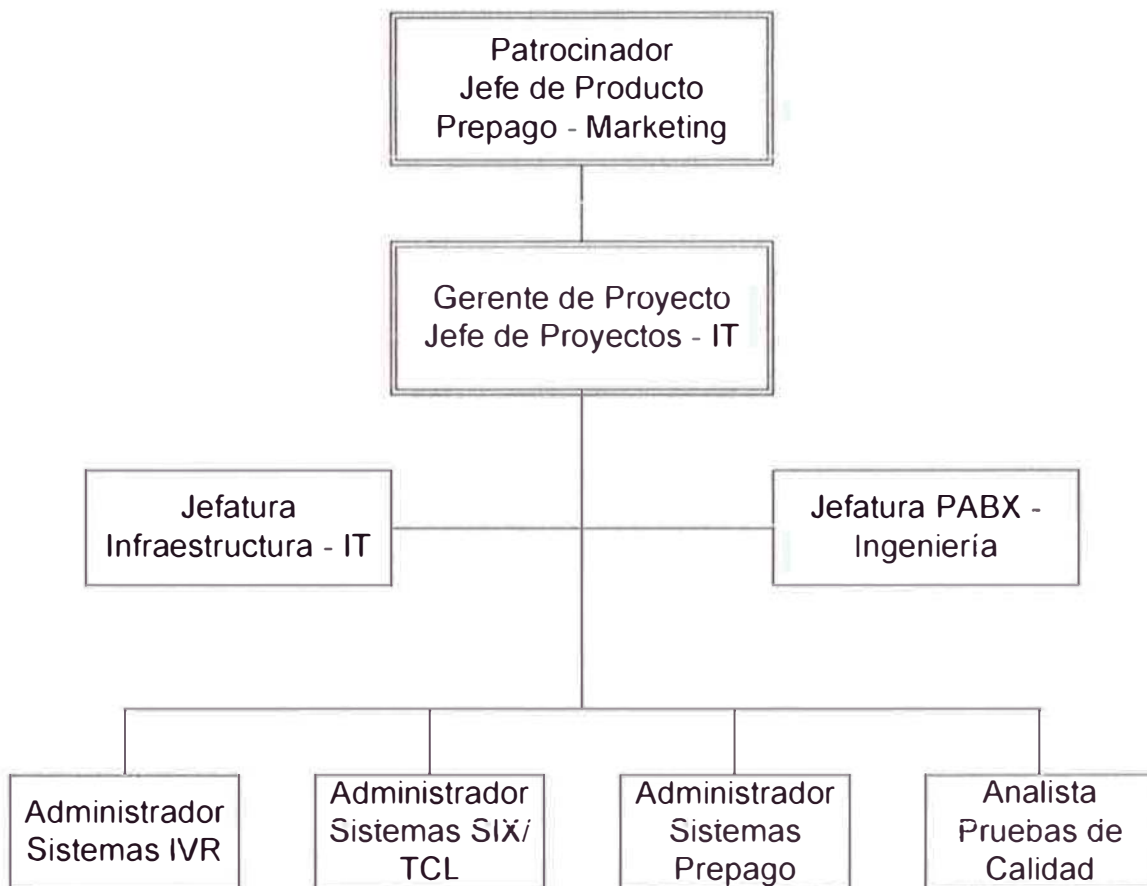 Patrocinador
Jefe de Producto
Prepago - Marketing
Gerente de Proyecto
Jefe de Proyectos - IT
Jefatura
Infraestructura - IT
Jefatura PABX -
Ingeniería
Administrador
Sistemas IVR
Administrador
Sistemas SIX/
TCL
Administrador
Sistemas
Prepago
Analista
Pruebas de
Calidad